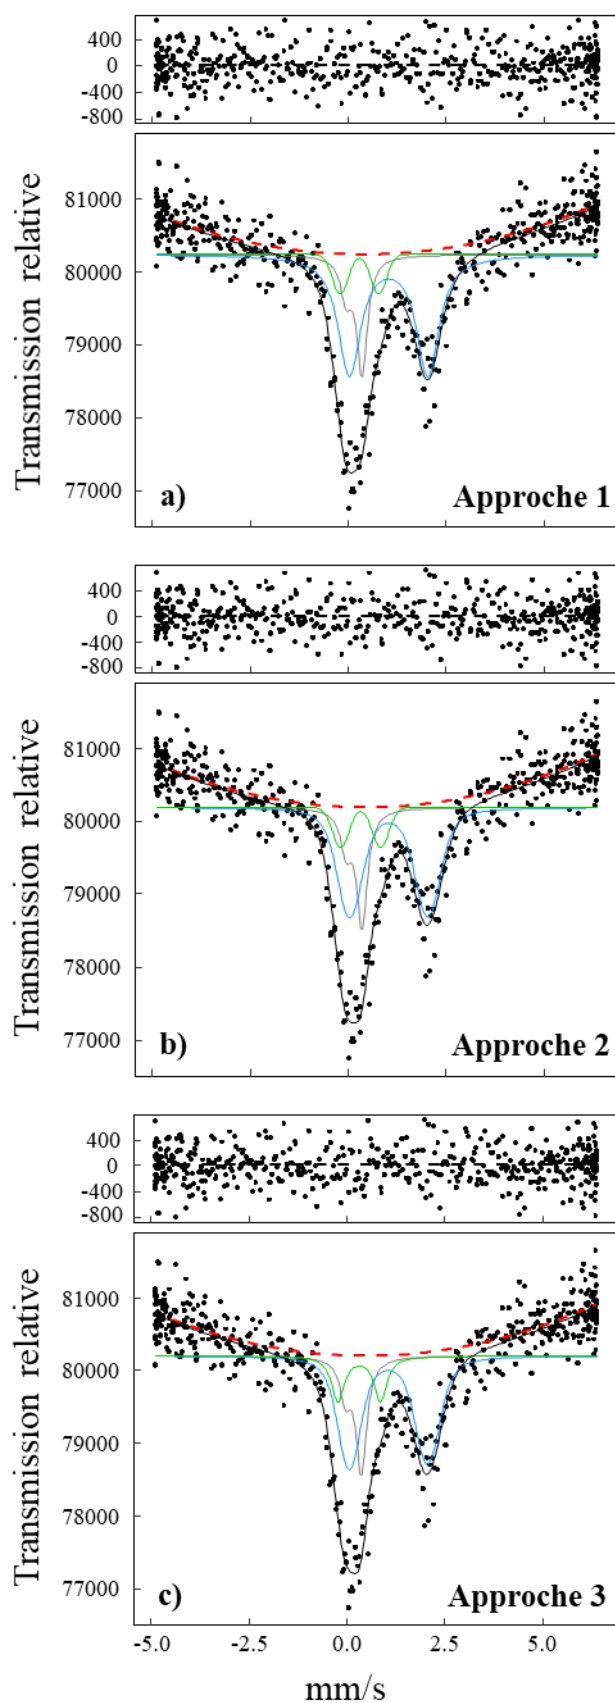 400
0
-400
-800
Transmission relative
81000
80000
79000
78000
77000
a)
Approche 1
400
0
-400
-800
Transmission relative
81000
80000
79000
78000
77000
b)
Approche 2
400
0
-400
-800
Transmission relative
81000
80000
79000
78000
77000
c)
Approche 3
-5.0 -2.5 0.0 2.5 5.0
mm/s